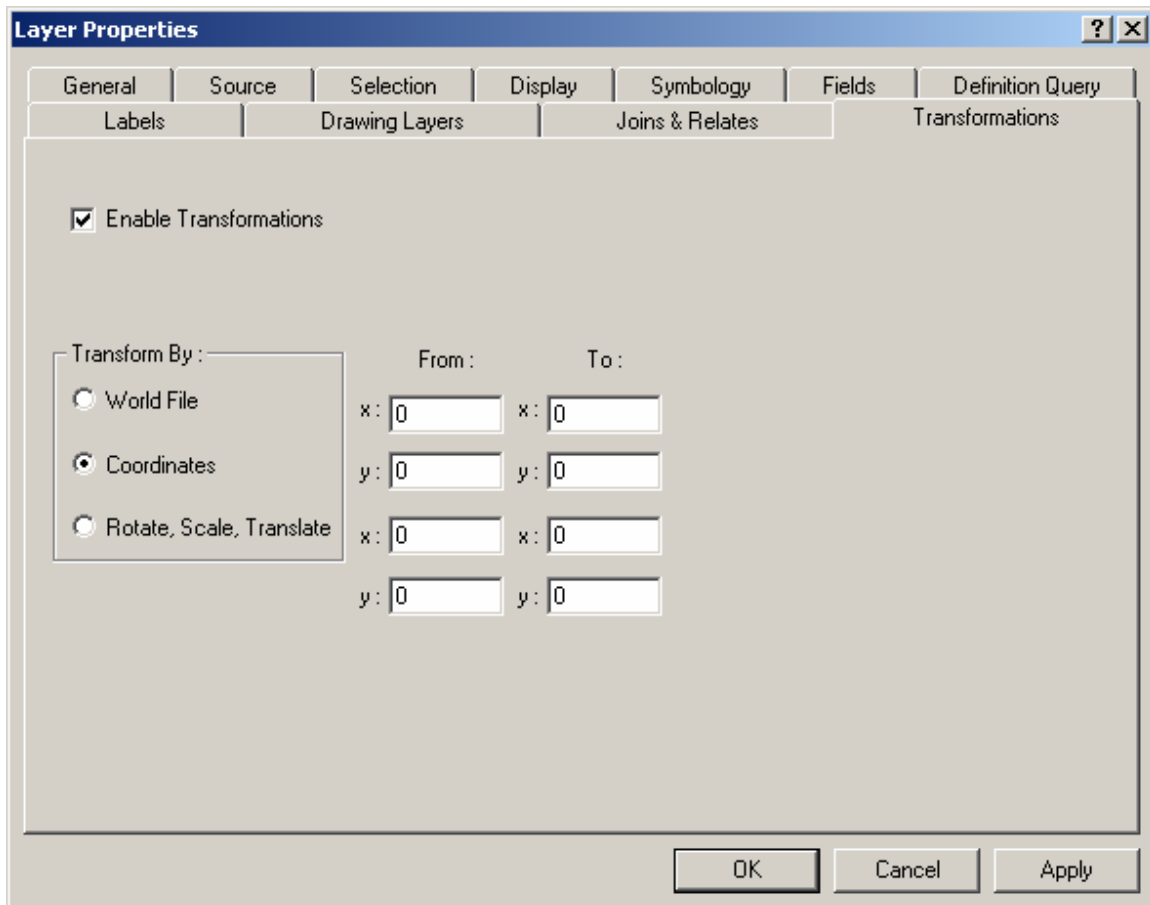 Layer Properties
General Source Selection Display Symbology Fields Definition Query
Labels Drawing Layers Joins & Relates Transformations
Enable Transformations
Transform By :
World File
Coordinates
Rotate, Scale, Translate
From : To :
x : 0 x : 0
y : 0 y : 0
x : 0 x : 0
y : 0 y : 0
OK Cancel Apply